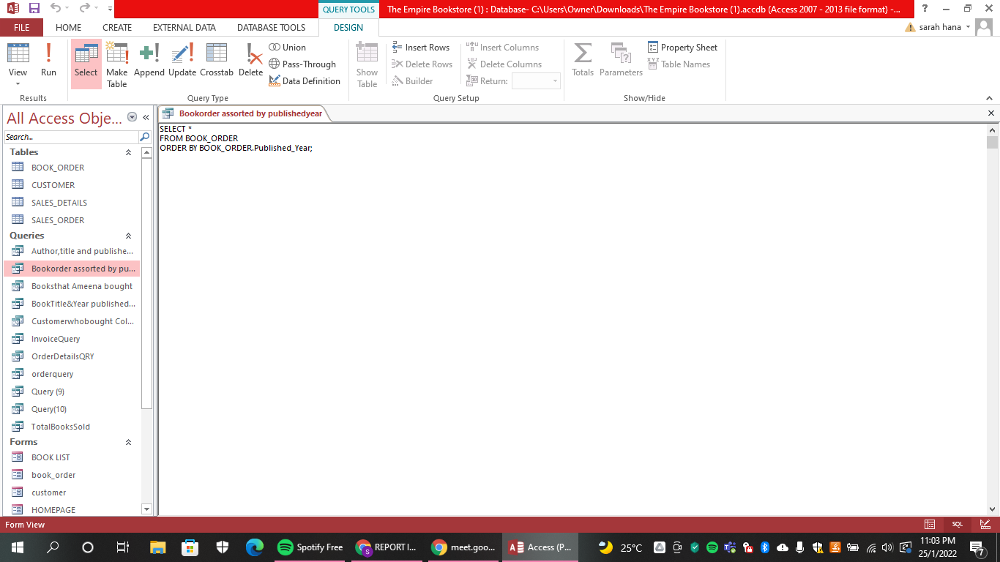 QUERY TOOLS
The Empire Bookstore (1) : Database- C:\Users\Owner\Downloads\The Empire Bookstore (1).accdb (Access 2007 - 2013 file format) -...
?
FILE HOME CREATE EXTERNAL DATA DATABASE TOOLS DESIGN
sarah hana
View
Run
Select
Make Table
Append
Update
Crosstab
Delete
Union
Pass-Through
Data Definition
Show Table
Insert Rows
Delete Rows
Builder
Insert Columns
Delete Columns
Return:
Totals
Parameters
Property Sheet
Table Names
Results
Query Type
Query Setup
Show/Hide
All Access Obje...
Search...
Tables
BOOK_ORDER
CUSTOMER
SALES_DETAILS
SALES_ORDER
Queries
Author,title and publishe...
Bookorder assorted by pu...
Booksthat Ameena bought
BookTitle&Year published...
Customerwhobought Col...
InvoiceQuery
OrderDetailsQRY
orderquery
Query (9)
Query(10)
TotalBooksSold
Forms
BOOK LIST
book_order
customer
HOMEPAGE
Bookorder assorted by publishedyear
SELECT *
FROM BOOK_ORDER
ORDER BY BOOK_ORDER.Published_Year;
Form View
SQL
Spotify Free
REPORT I...
meet.goo...
Access (P...
25°C
11:03 PM
25/1/2022
7